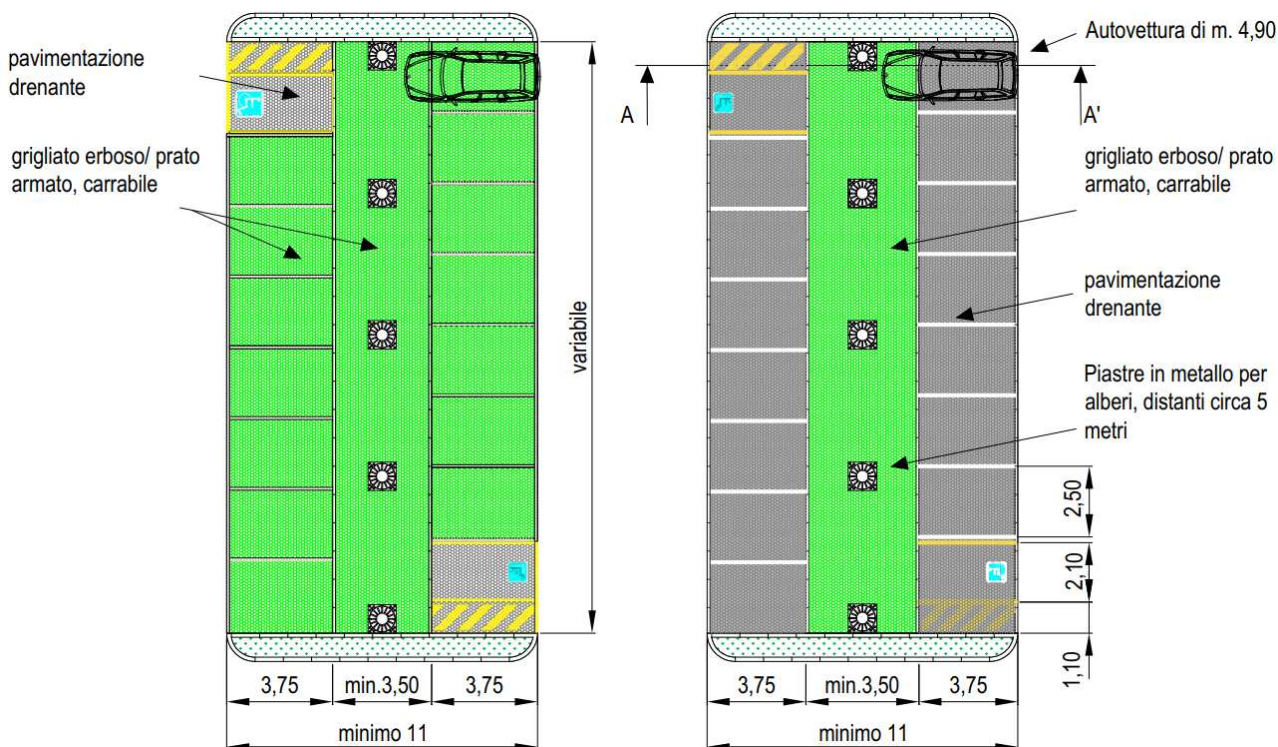 pavimentazione
drenante
grigliato erboso/ prato
armato, carrabile
variabile
3,75
min.3,50
3,75
minimo 11
Autovettura di m. 4,90
A
A'
grigliato erboso/ prato
armato, carrabile
pavimentazione
drenante
Piastre in metallo per
alberi, distanti circa 5
metri
2,50
2,10
1,10
3,75
min.3,50
3,75
minimo 11